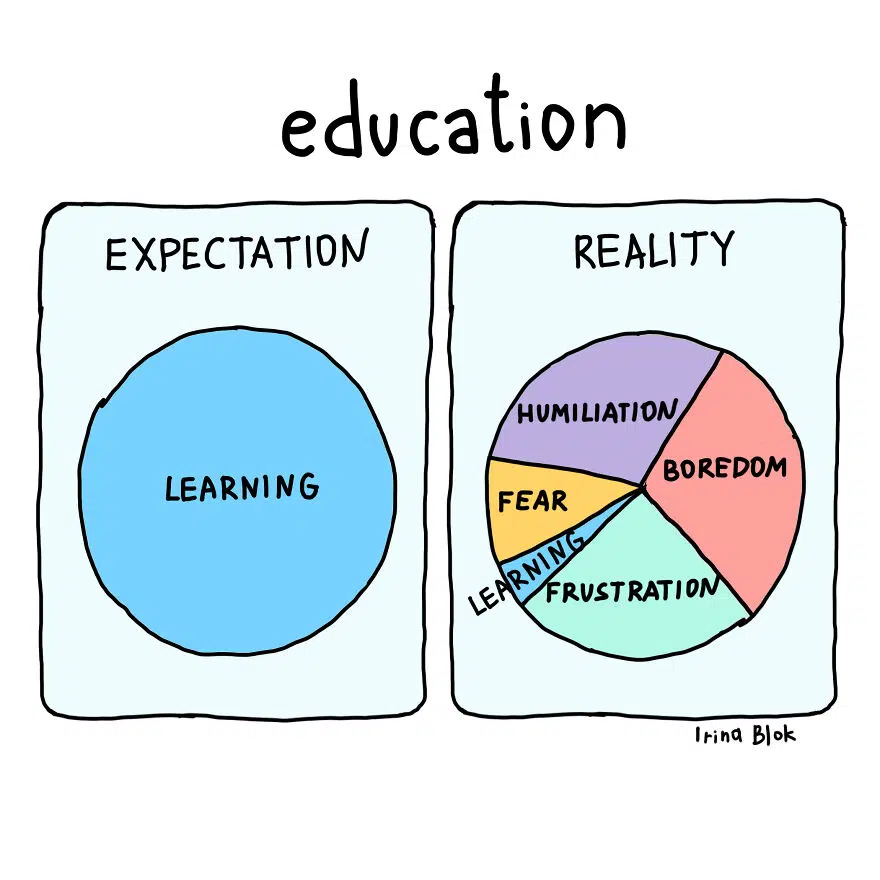 education
EXPECTATION
LEARNING
REALITY
HUMILIATION
BOREDOM
FEAR
LEARNING
FRUSTRATION
Irina Blok